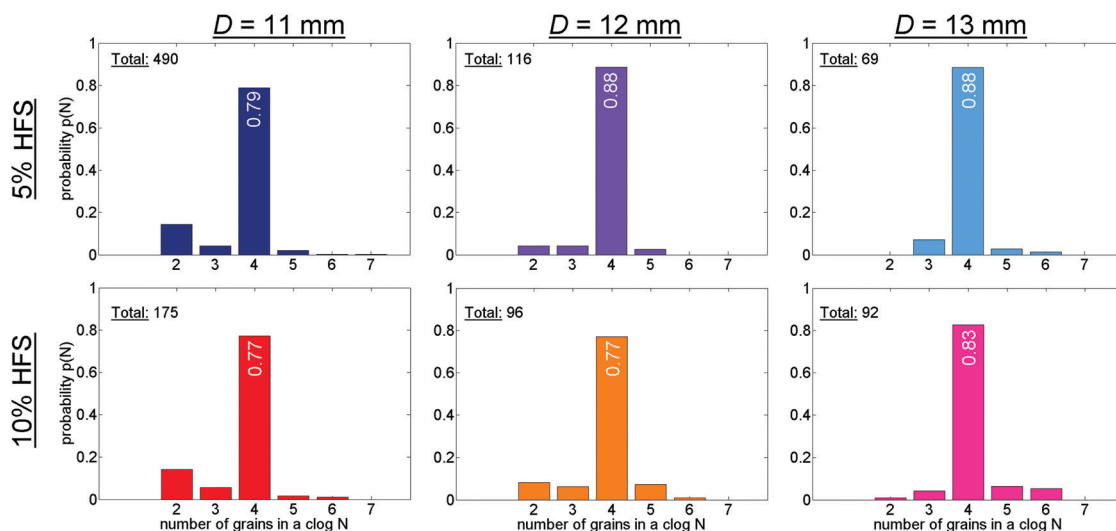 D = 11 mm
D = 12 mm
D = 13 mm
5% HFS
probability p(N)
1
0.8
0.6
0.4
0.2
0
Total: 490
0.79
2 3 4 5 6 7
1
0.8
0.6
0.4
0.2
0
Total: 116
0.88
2 3 4 5 6 7
1
0.8
0.6
0.4
0.2
0
Total: 69
0.88
2 3 4 5 6 7
10% HFS
probability p(N)
1
0.8
0.6
0.4
0.2
0
Total: 175
0.77
2 3 4 5 6 7
number of grains in a clog N
1
0.8
0.6
0.4
0.2
0
Total: 96
0.77
2 3 4 5 6 7
number of grains in a clog N
1
0.8
0.6
0.4
0.2
0
Total: 92
0.83
2 3 4 5 6 7
number of grains in a clog N